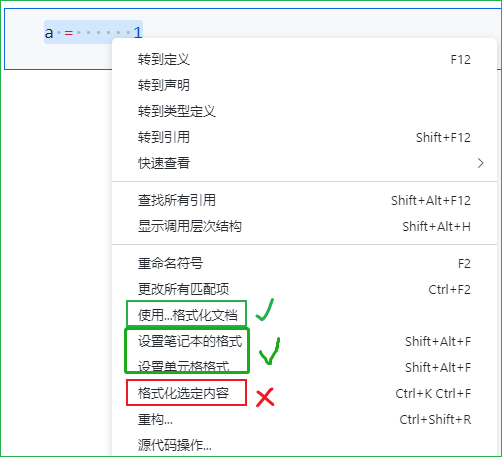 a = 1
转到定义 F12
转到声明
转到类型定义
转到引用 Shift+F12
快速查看
查找所有引用 Shift+Alt+F12
显示调用层次结构 Shift+Alt+H
重命名符号 F2
更改所有匹配项 Ctrl+F2
使用...格式化文档
设置笔记本的格式 Shift+Alt+F
设置单元格格式 Shift+Alt+F
格式化选定内容 Ctrl+K Ctrl+F
重构... Ctrl+Shift+R
源代码操作...